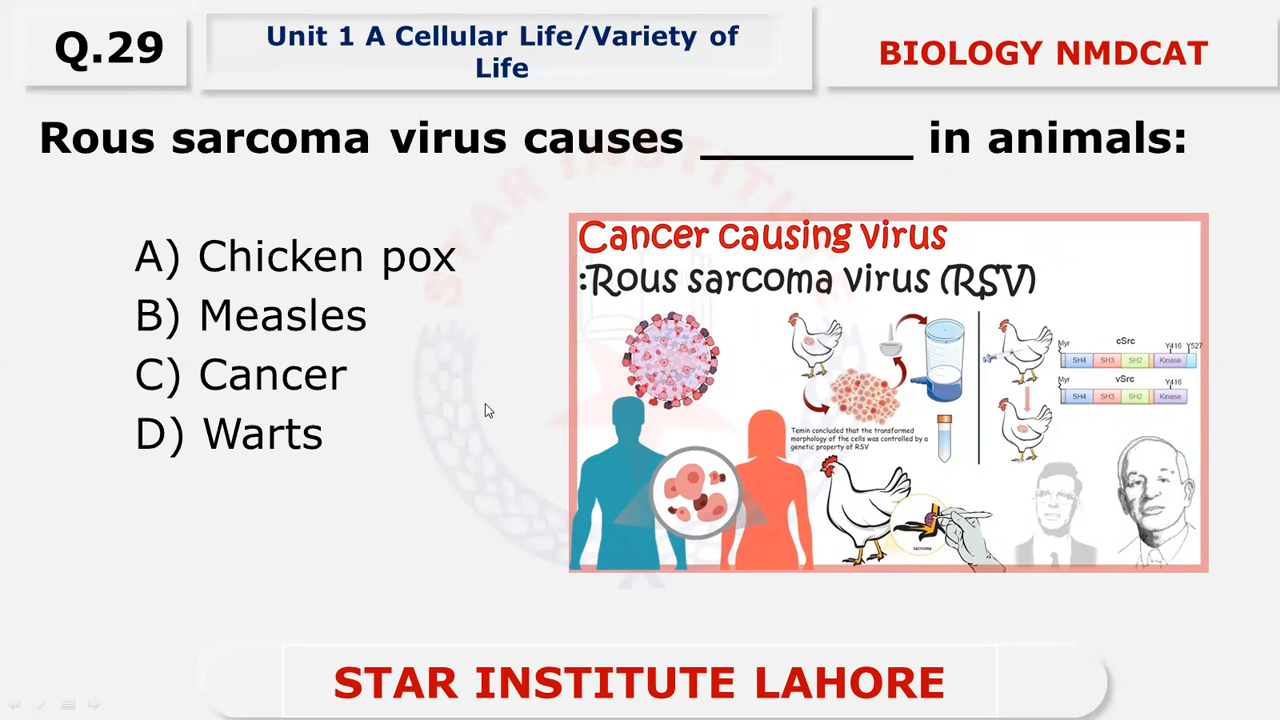 Q.29
Unit 1 A Cellular Life/Variety of
Life
BIOLOGY NMDCAT
Rous sarcoma virus causes ________ in animals:
A) Chicken pox
B) Measles
C) Cancer
D) Warts
Cancer causing virus
:Rous sarcoma virus (RSV)
Temin concluded that the transformed
morphology of the cells was controlled by a
genetic property of RSV
cSrc
Myr
Y416 Y527
SH4 SH3 SH2 Kinase
vSrc
Myr
Y416
SH4 SH3 SH2 Kinase
sarcoma
STAR INSTITUTE
STAR INSTITUTE LAHORE